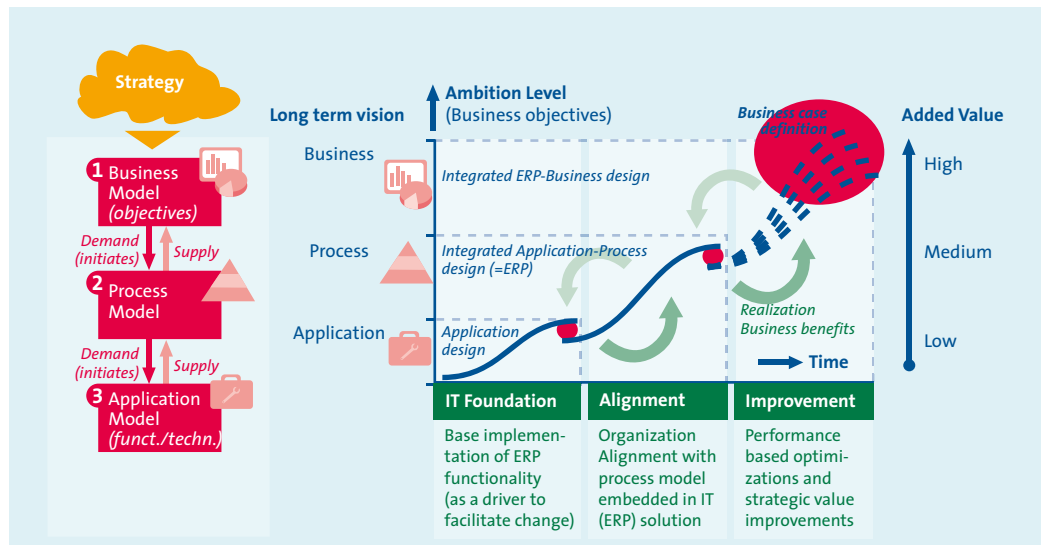 Strategy
1 Business
Model
(objectives)
Demand
(initiates)
Supply
2 Process
Model
Demand
(initiates)
Supply
3 Application
Model
(funct./techn.)
Long term vision
Ambition Level
(Business objectives)
Business
Process
Application
Integrated ERP-Business design
Integrated Application-Process
design (=ERP)
Application
design
Business case
definition
Realization
Business benefits
Time
Added Value
High
Medium
Low
IT Foundation
Base implemen-
tation of ERP
functionality
(as a driver to
facilitate change)
Alignment
Organization
Alignment with
process model
embedded in IT
(ERP) solution
Improvement
Performance
based optimi-
zations and
strategic value
improvements